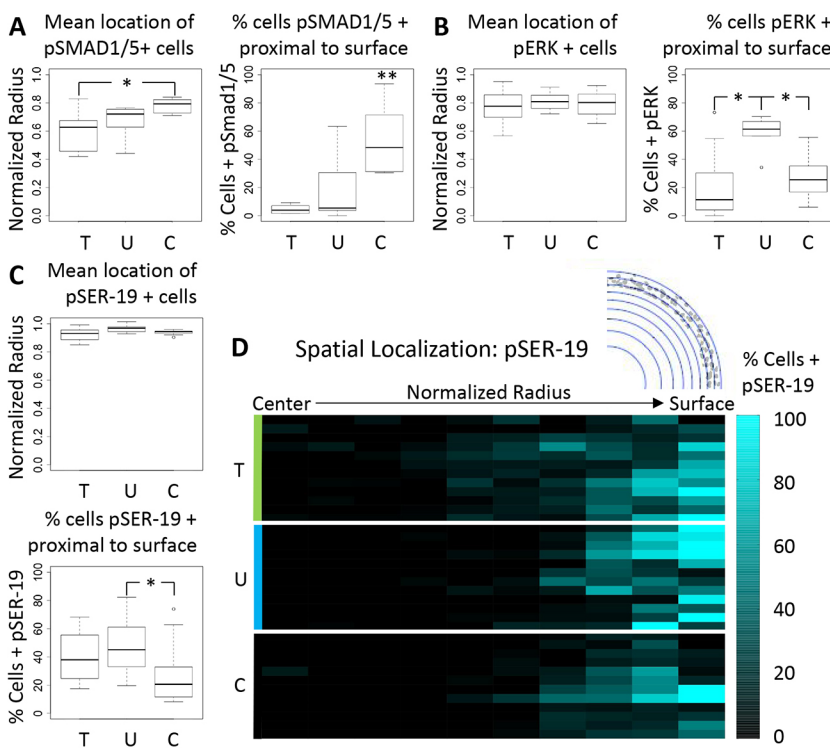 A
Mean location of
pSMAD1/5+ cells
Normalized Radius
1.0
0.8
0.6
0.4
0.2
0.0
T U C
*
% cells pSMAD1/5 +
proximal to surface
% Cells + pSmad1/5
100
80
60
40
20
0
T U C
**
B
Mean location of
pERK + cells
Normalized Radius
1.0
0.8
0.6
0.4
0.2
0.0
T U C
% cells pERK +
proximal to surface
% Cells + pERK
100
80
60
40
20
0
T U C
* *
C
Mean location of
pSER-19 + cells
Normalized Radius
1.0
0.8
0.6
0.4
0.2
0.0
T U C
% cells pSER-19 +
proximal to surface
% Cells + pSER-19
100
80
60
40
20
0
T U C
*
D
Spatial Localization: pSER-19
Normalized Radius
Center
Surface
T
U
C
% Cells +
pSER-19
100
80
60
40
20
0